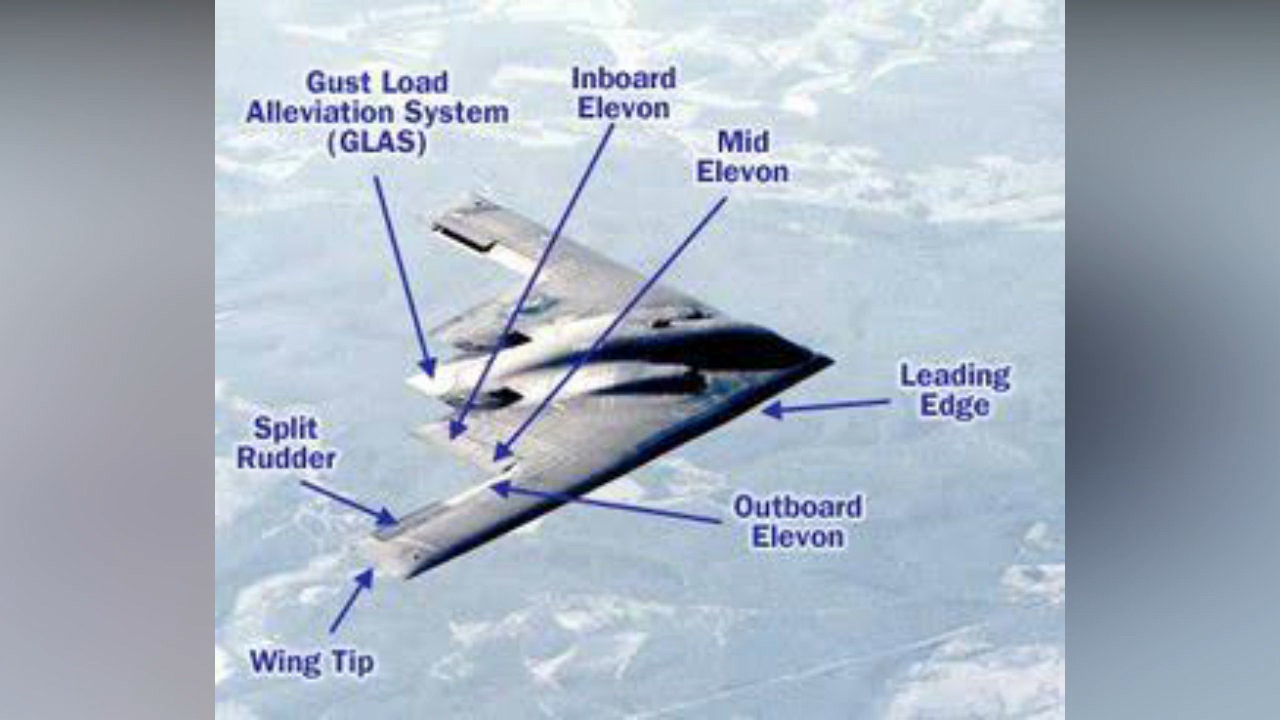 Gust Load
Alleviation System
(GLAS)
Inboard
Elevon
Mid
Elevon
Leading
Edge
Split
Rudder
Outboard
Elevon
Wing Tip